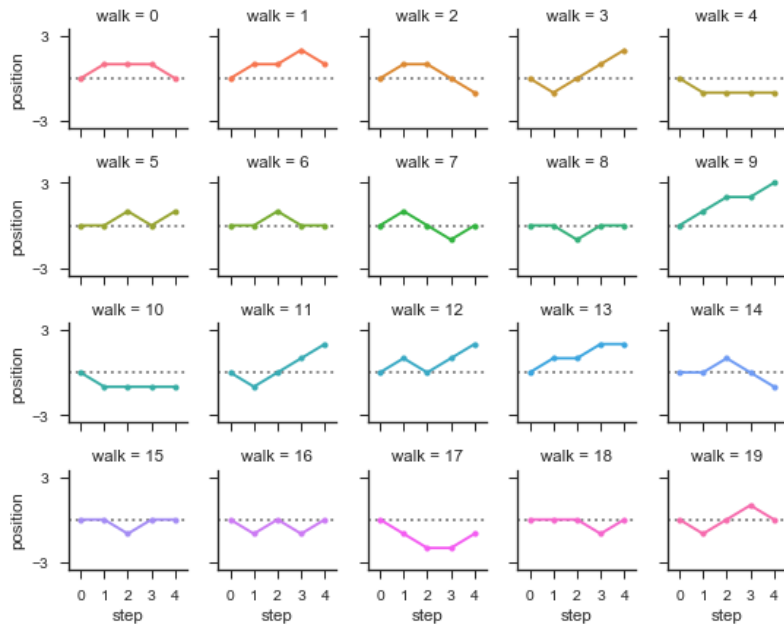 walk = 0 walk = 1 walk = 2 walk = 3 walk = 4
3
position
−3
walk = 5 walk = 6 walk = 7 walk = 8 walk = 9
3
position
−3
walk = 10 walk = 11 walk = 12 walk = 13 walk = 14
3
position
−3
walk = 15 walk = 16 walk = 17 walk = 18 walk = 19
3
position
−3
0 1 2 3 4 0 1 2 3 4 0 1 2 3 4 0 1 2 3 4 0 1 2 3 4
step step step step step